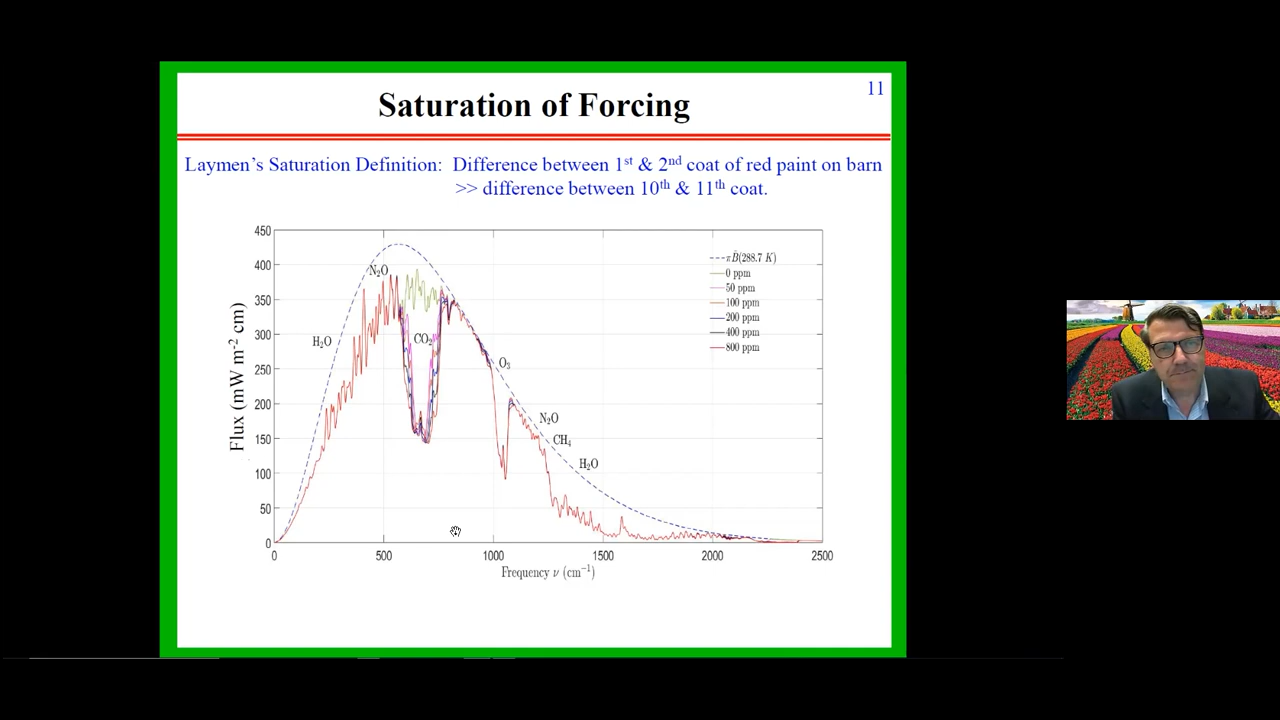 11
Saturation of Forcing
Laymen's Saturation Definition: Difference between 1st & 2nd coat of red paint on barn
>> difference between 10th & 11th coat.
450
400
350
300
250
200
150
100
50
0
Flux (mW m-2 cm)
H2O
N2O
CO2
O3
N2O
CH4
H2O
πB̃(288.7 K)
0 ppm
50 ppm
100 ppm
200 ppm
400 ppm
800 ppm
0 500 1000 1500 2000 2500
Frequency ν (cm−1)